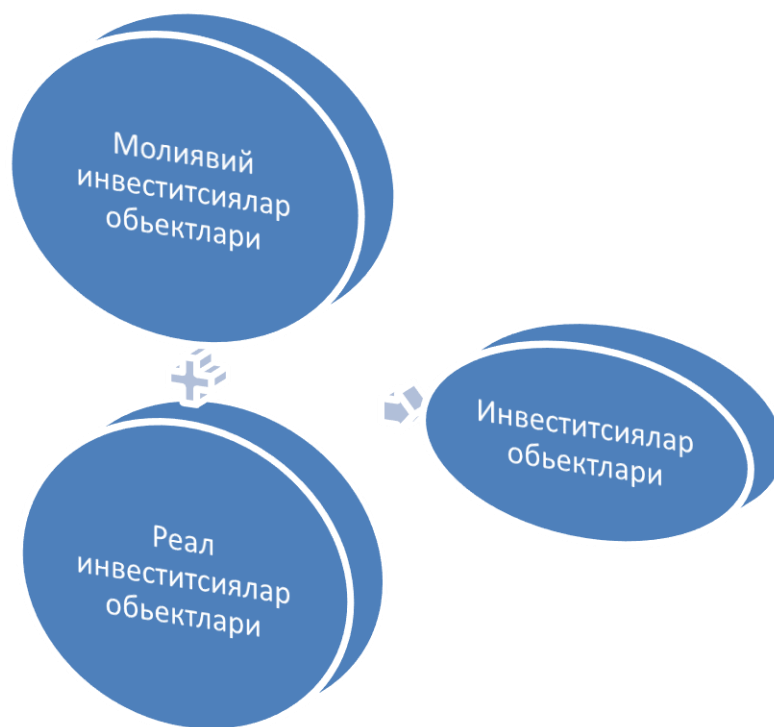 Молиявий
инвеститсиялар
обьектлари
Реал
инвеститсиялар
обьектлари
Инвеститсиялар
обьектлари